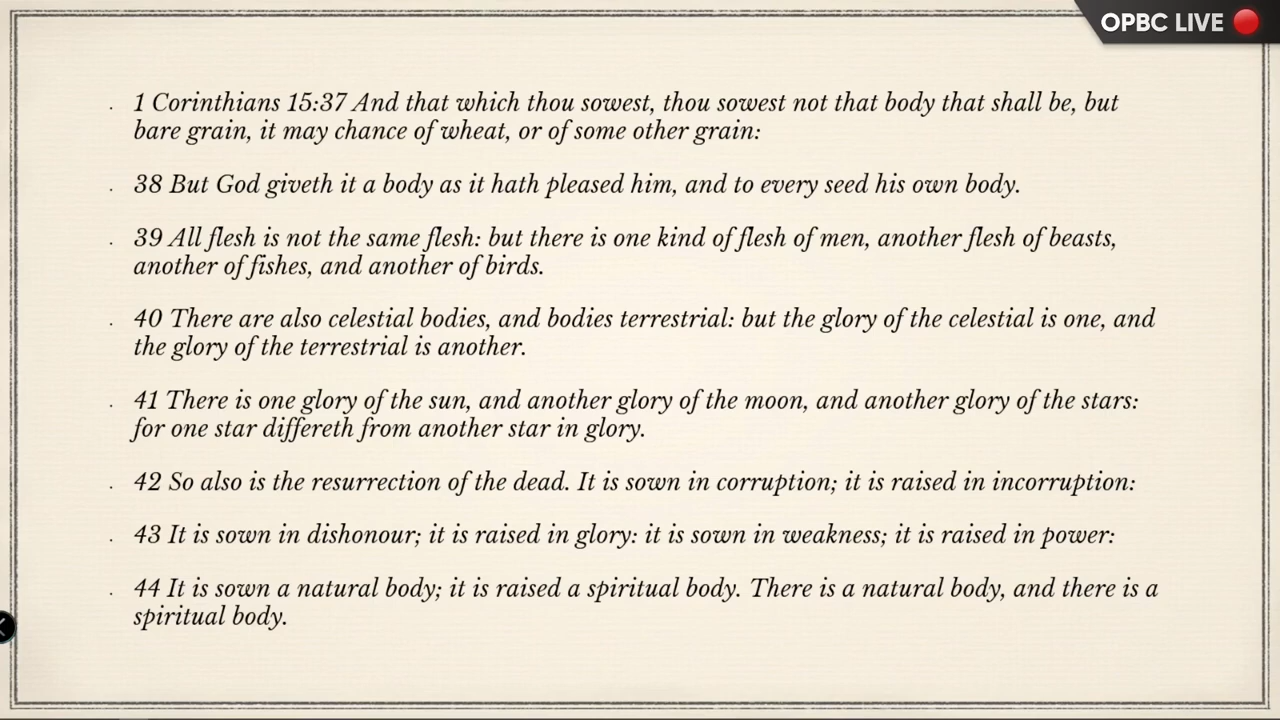 OPBC LIVE
1 Corinthians 15:37 And that which thou sowest, thou sowest not that body that shall be, but
bare grain, it may chance of wheat, or of some other grain:
38 But God giveth it a body as it hath pleased him, and to every seed his own body.
39 All flesh is not the same flesh: but there is one kind of flesh of men, another flesh of beasts,
another of fishes, and another of birds.
40 There are also celestial bodies, and bodies terrestrial: but the glory of the celestial is one, and
the glory of the terrestrial is another.
41 There is one glory of the sun, and another glory of the moon, and another glory of the stars:
for one star differeth from another star in glory.
42 So also is the resurrection of the dead. It is sown in corruption; it is raised in incorruption:
43 It is sown in dishonour; it is raised in glory: it is sown in weakness; it is raised in power:
44 It is sown a natural body; it is raised a spiritual body. There is a natural body, and there is a
spiritual body.